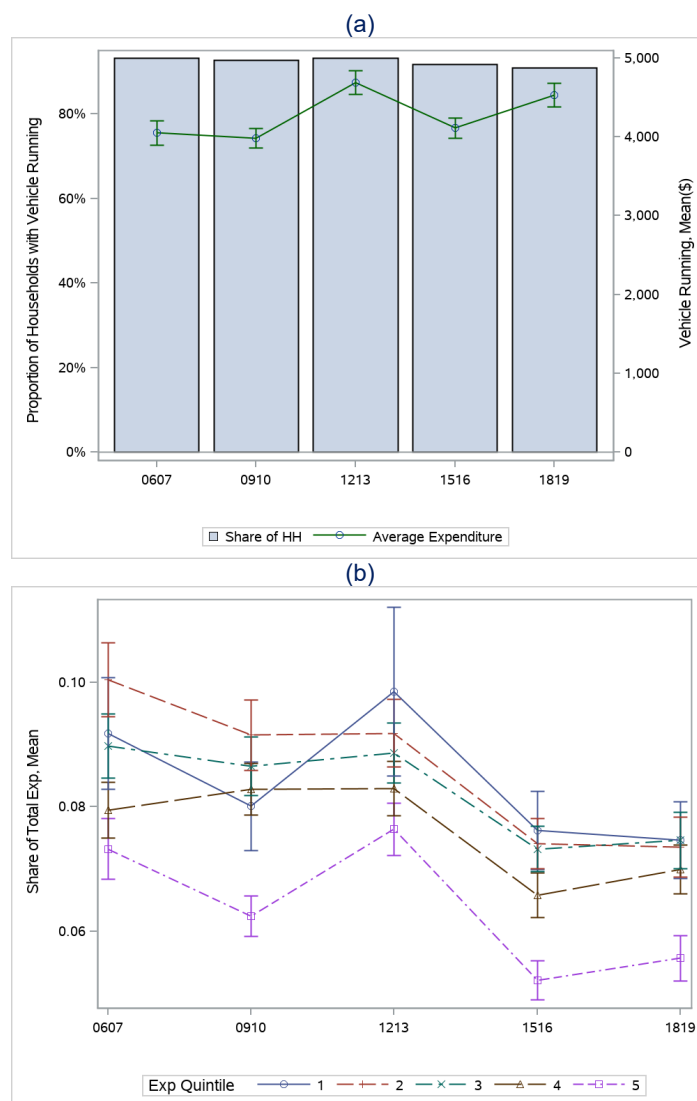 (a)
Proportion of Households with Vehicle Running
80%
60%
40%
20%
0%
Vehicle Running, Mean($)
5,000
4,000
3,000
2,000
1,000
0
0607 0910 1213 1516 1819
Share of HH Average Expenditure
(b)
Share of Total Exp. Mean
0.10
0.08
0.06
0607 0910 1213 1516 1819
Exp Quintile 1 2 3 4 5